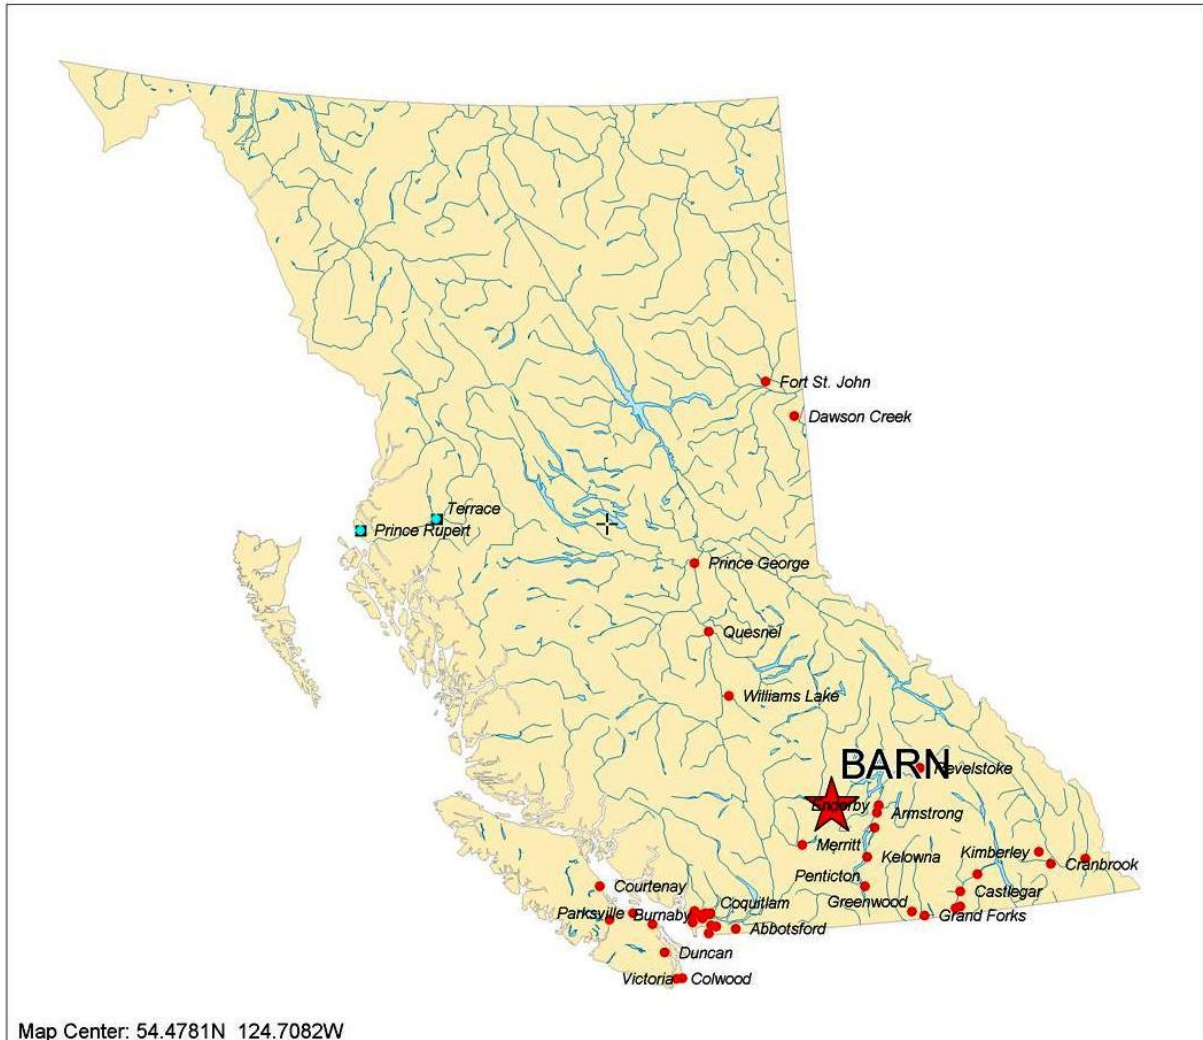 Fort St. John
Dawson Creek
Terrace
Prince Rupert
Prince George
Quesnel
Williams Lake
BARN
Revelstoke
Enderby
Armstrong
Merritt
Kelowna
Kimberley
Cranbrook
Penticton
Courtenay
Castlegar
Greenwood
Coquitlam
Parksville
Burnaby
Grand Forks
Abbotsford
Duncan
Victoria
Colwood
Map Center: 54.4781N 124.7082W